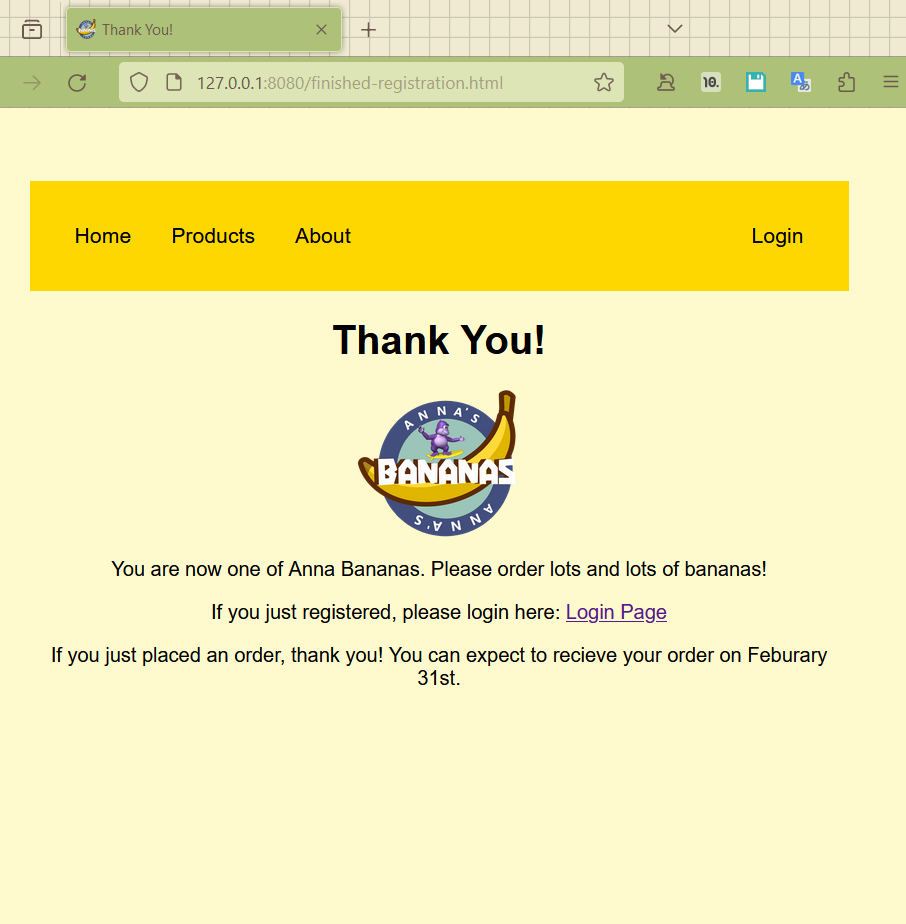 Thank You!
127.0.0.1:8080/finished-registration.html
10.
A
Home Products About Login
Thank You!
ANNA'S
BANANAS
ANNA'S
You are now one of Anna Bananas. Please order lots and lots of bananas!
If you just registered, please login here: Login Page
If you just placed an order, thank you! You can expect to recieve your order on Feburary
31st.